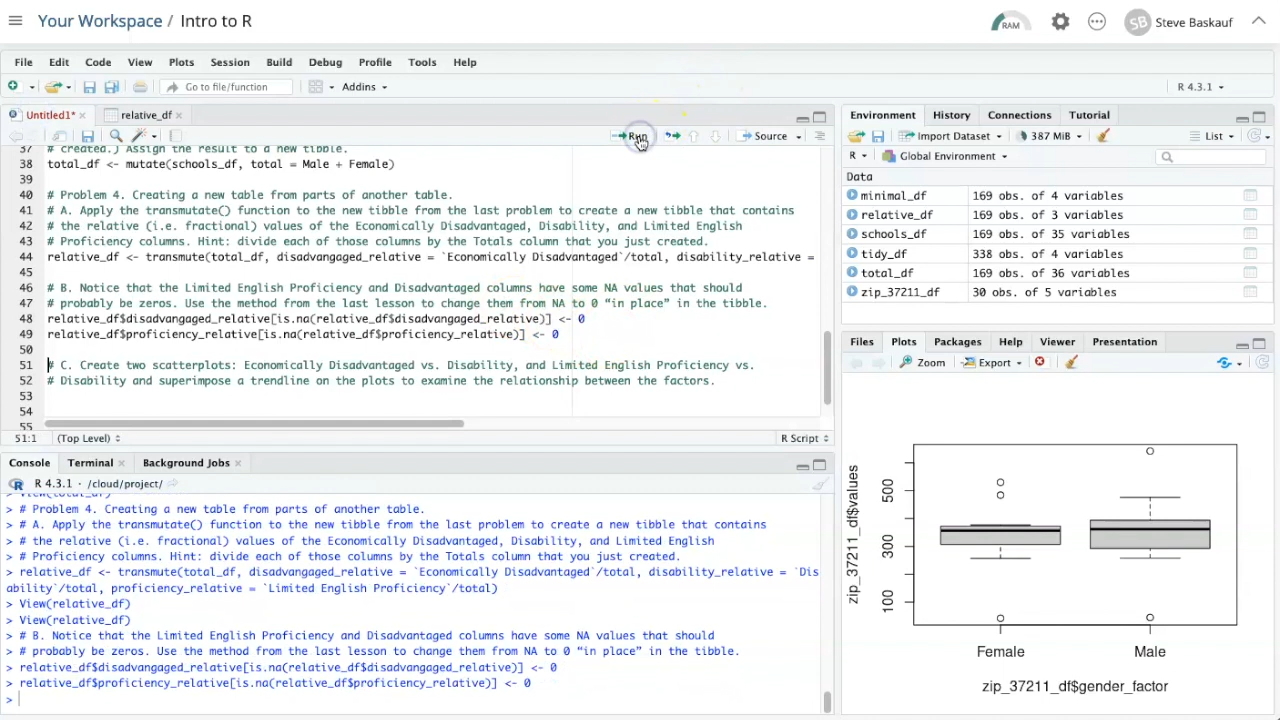 Your Workspace / Intro to R
RAM
SB Steve Baskauf
File Edit Code View Plots Session Build Debug Profile Tools Help
Go to file/function Addins R 4.3.1
Untitled1* relative_df
Run Source
37 # created.) Assign the result to a new tibble.
38 total_df <- mutate(schools_df, total = Male + Female)
39
40 # Problem 4. Creating a new table from parts of another table.
41 # A. Apply the transmutate() function to the new tibble from the last problem to create a new tibble that contains
42 # the relative (i.e. fractional) values of the Economically Disadvantaged, Disability, and Limited English
43 # Proficiency columns. Hint: divide each of those columns by the Totals column that you just created.
44 relative_df <- transmute(total_df, disadvangaged_relative = `Economically Disadvantaged`/total, disability_relative =
45
46 # B. Notice that the Limited English Proficiency and Disadvantaged columns have some NA values that should
47 # probably be zeros. Use the method from the last lesson to change them from NA to 0 “in place” in the tibble.
48 relative_df$disadvangaged_relative[is.na(relative_df$disadvangaged_relative)] <- 0
49 relative_df$proficiency_relative[is.na(relative_df$proficiency_relative)] <- 0
50
51 # C. Create two scatterplots: Economically Disadvantaged vs. Disability, and Limited English Proficiency vs.
52 # Disability and superimpose a trendline on the plots to examine the relationship between the factors.
53
54
55
51:1 (Top Level) R Script
Console Terminal Background Jobs
R 4.3.1 · /cloud/project/
> View(total_df)
> # Problem 4. Creating a new table from parts of another table.
> # A. Apply the transmutate() function to the new tibble from the last problem to create a new tibble that contains
> # the relative (i.e. fractional) values of the Economically Disadvantaged, Disability, and Limited English
> # Proficiency columns. Hint: divide each of those columns by the Totals column that you just created.
> relative_df <- transmute(total_df, disadvangaged_relative = `Economically Disadvantaged`/total, disability_relative = `Dis
ability`/total, proficiency_relative = `Limited English Proficiency`/total)
> View(relative_df)
> View(relative_df)
> # B. Notice that the Limited English Proficiency and Disadvantaged columns have some NA values that should
> # probably be zeros. Use the method from the last lesson to change them from NA to 0 “in place” in the tibble.
> relative_df$disadvangaged_relative[is.na(relative_df$disadvangaged_relative)] <- 0
> relative_df$proficiency_relative[is.na(relative_df$proficiency_relative)] <- 0
>
Environment History Connections Tutorial
Import Dataset 387 MiB List
R Global Environment
Data
minimal_df 169 obs. of 4 variables
relative_df 169 obs. of 3 variables
schools_df 169 obs. of 35 variables
tidy_df 338 obs. of 4 variables
total_df 169 obs. of 36 variables
zip_37211_df 30 obs. of 5 variables
Files Plots Packages Help Viewer Presentation
Zoom Export
zip_37211_df$values
500
300
100
Female Male
zip_37211_df$gender_factor